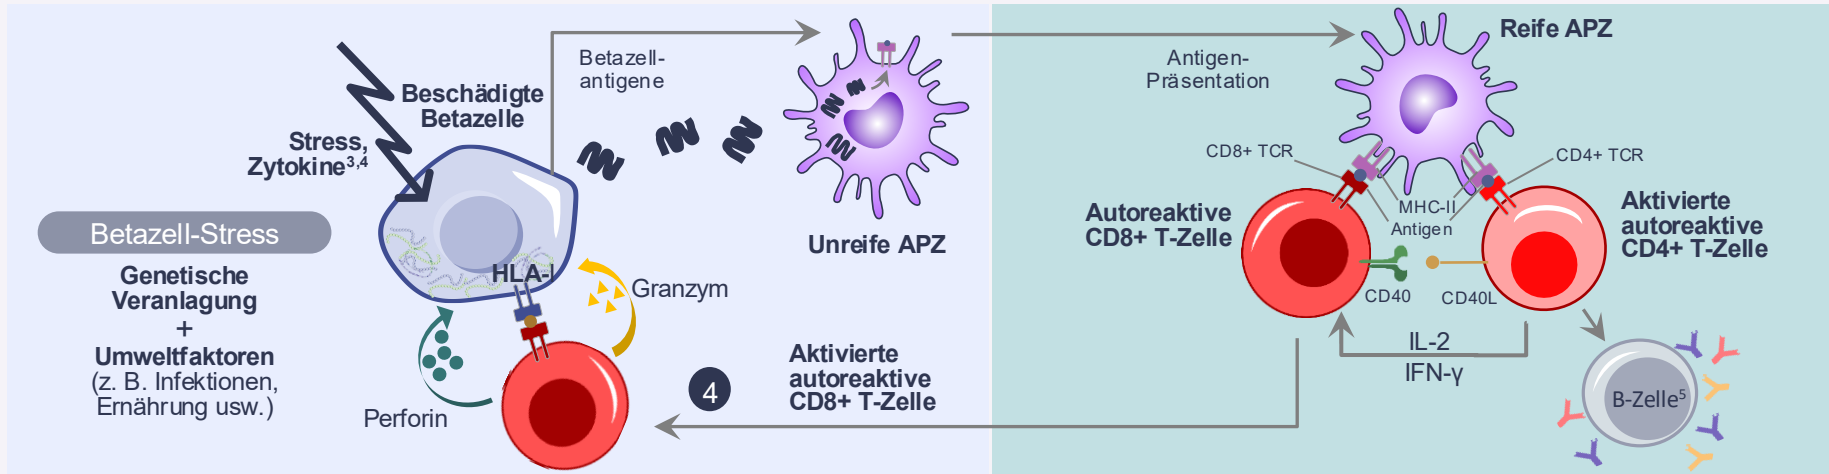 Beschädigte
Betazelle
Stress,
Zytokine3,4
Betazell-Stress
Genetische
Veranlagung
+
Umweltfaktoren
(z. B. Infektionen,
Ernährung usw.)
Betazell-
antigene
Unreife APZ
HLA-I
Granzym
Perforin
4
Aktivierte
autoreaktive
CD8+ T-Zelle
Antigen-
Präsentation
Reife APZ
CD8+ TCR
CD4+ TCR
MHC-II
Antigen
Autoreaktive
CD8+ T-Zelle
Aktivierte
autoreaktive
CD4+ T-Zelle
CD40
CD40L
IL-2
IFN-γ
B-Zelle5